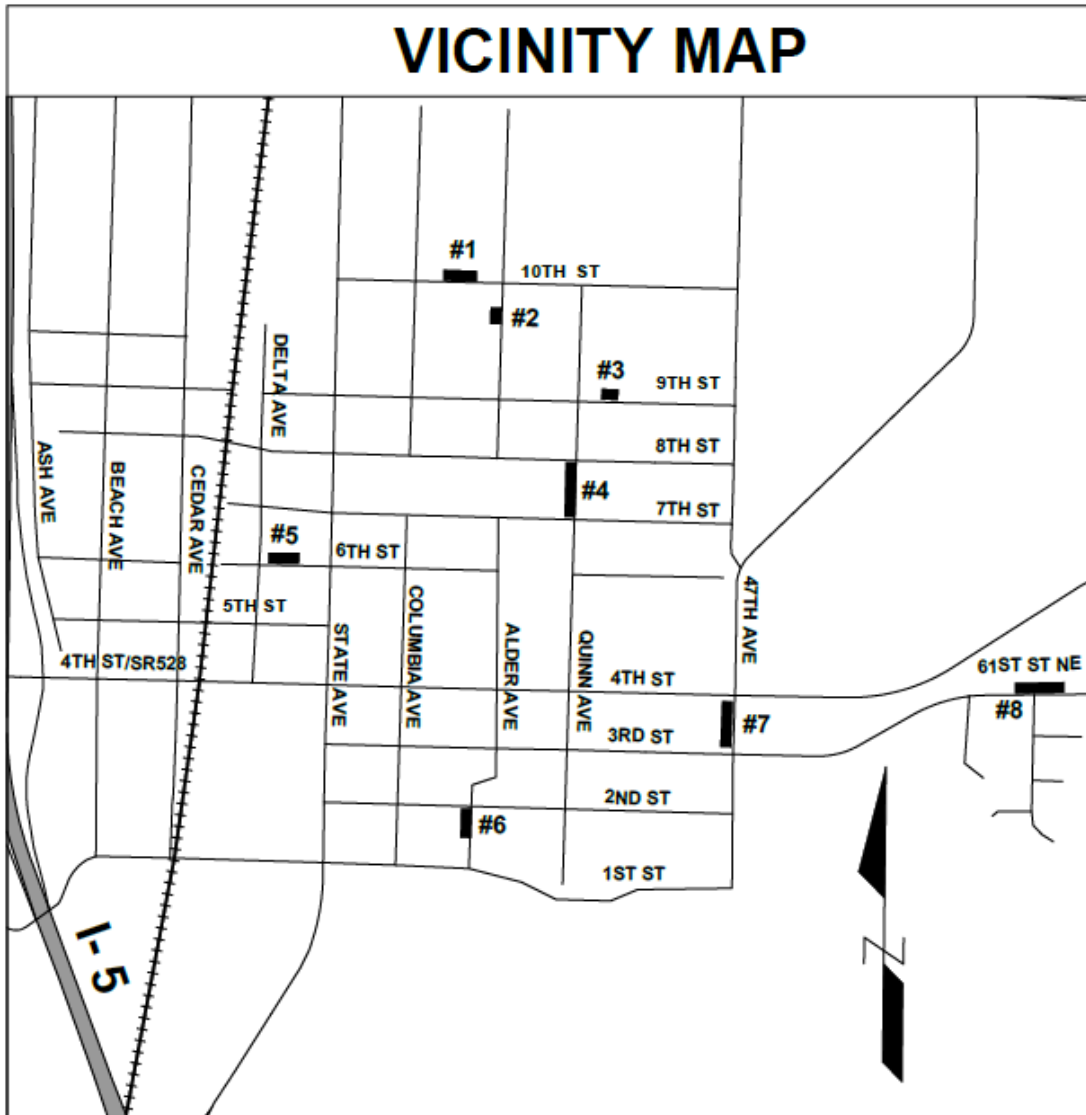 VICINITY MAP
#1
10TH ST
#2
DELTA AVE
#3
9TH ST
8TH ST
ASH AVE
BEACH AVE
CEDAR AVE
#4
7TH ST
#5
6TH ST
5TH ST
47TH AVE
STATE AVE
COLUMBIA AVE
ALDER AVE
QUINN AVE
4TH ST/SR528
4TH ST
61ST ST NE
#8
#7
3RD ST
2ND ST
#6
1ST ST
I-5
N